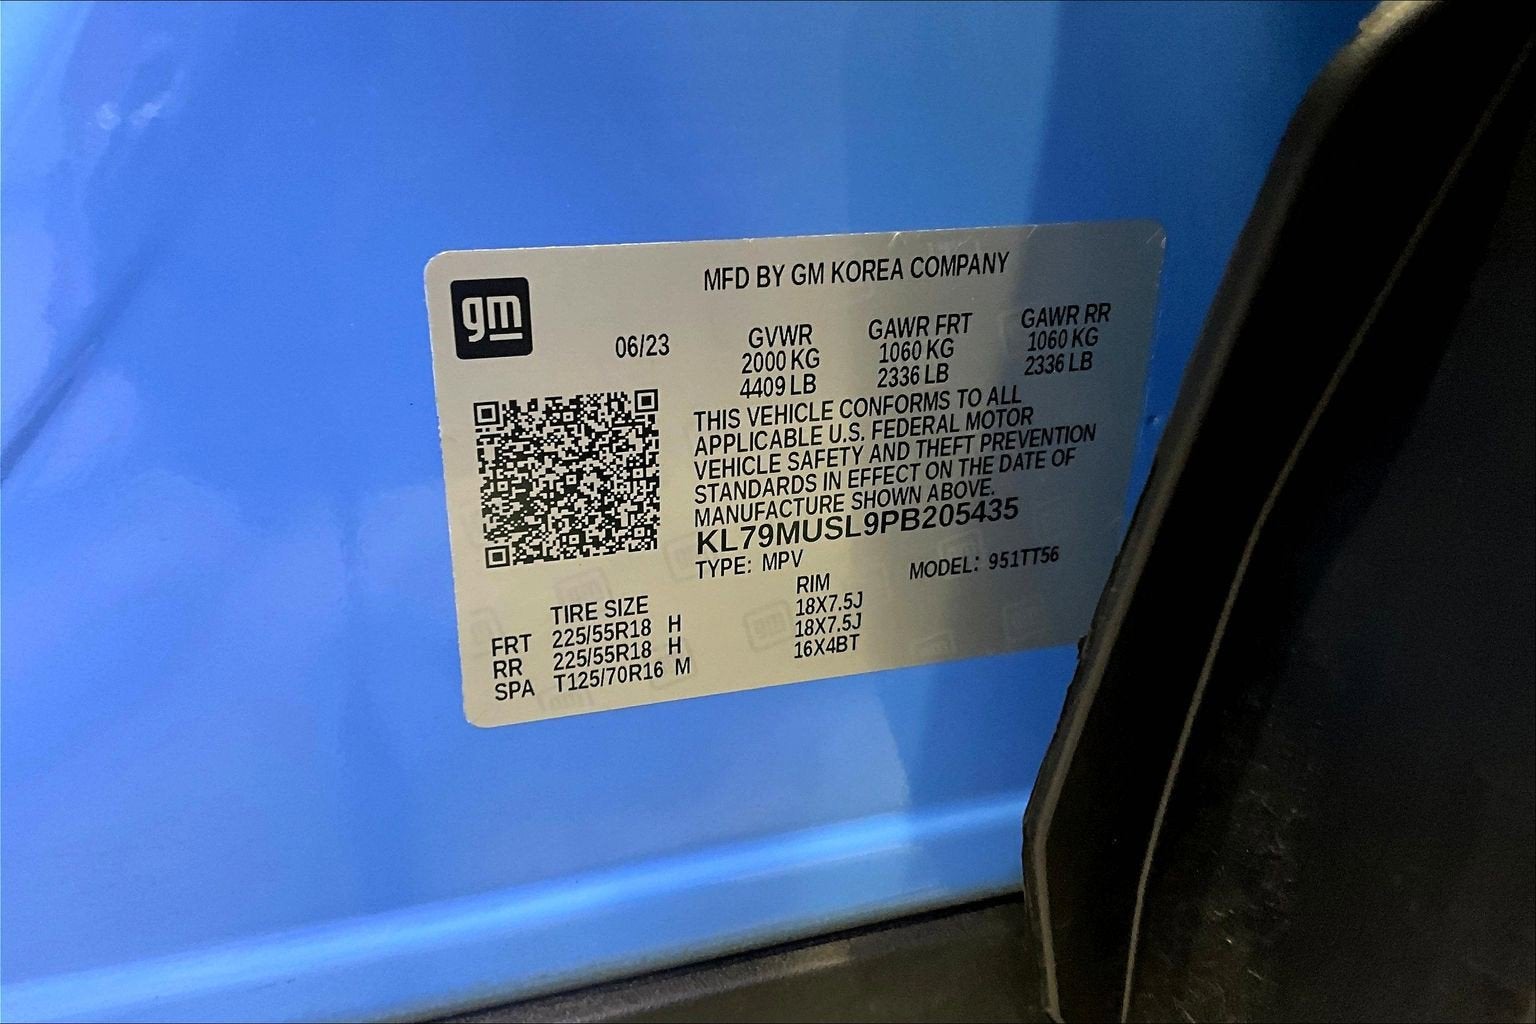 gm
MFD BY GM KOREA COMPANY
06/23
GVWR GAWR FRT GAWR RR
2000 KG 1060 KG 1060 KG
4409 LB 2336 LB 2336 LB
THIS VEHICLE CONFORMS TO ALL
APPLICABLE U.S. FEDERAL MOTOR
VEHICLE SAFETY AND THEFT PREVENTION
STANDARDS IN EFFECT ON THE DATE OF
MANUFACTURE SHOWN ABOVE.
KL79MUSL9PB205435
TYPE: MPV MODEL: 951TT56
TIRE SIZE RIM
FRT 225/55R18 H 18X7.5J
RR 225/55R18 H 18X7.5J
SPA T125/70R16 M 16X4BT